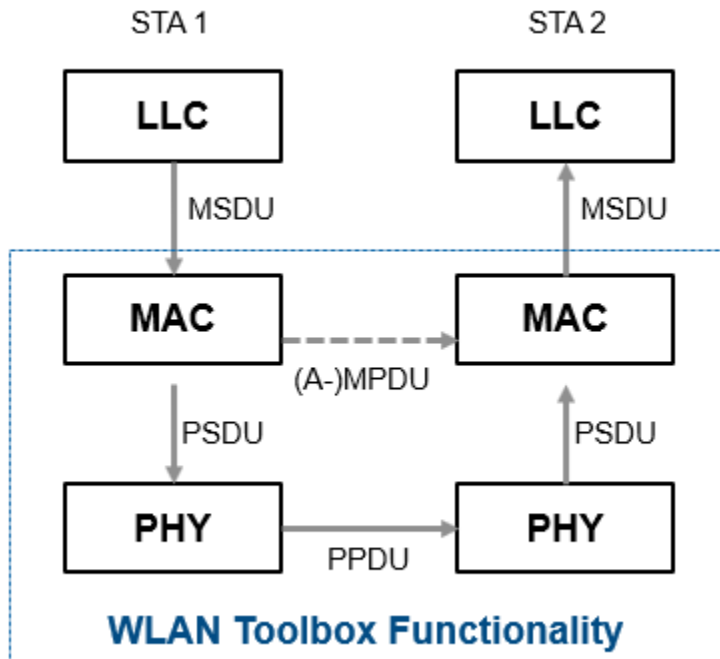 STA 1
STA 2
LLC
LLC
MSDU
MSDU
MAC
MAC
(A-)MPDU
PSDU
PSDU
PHY
PHY
PPDU
WLAN Toolbox Functionality